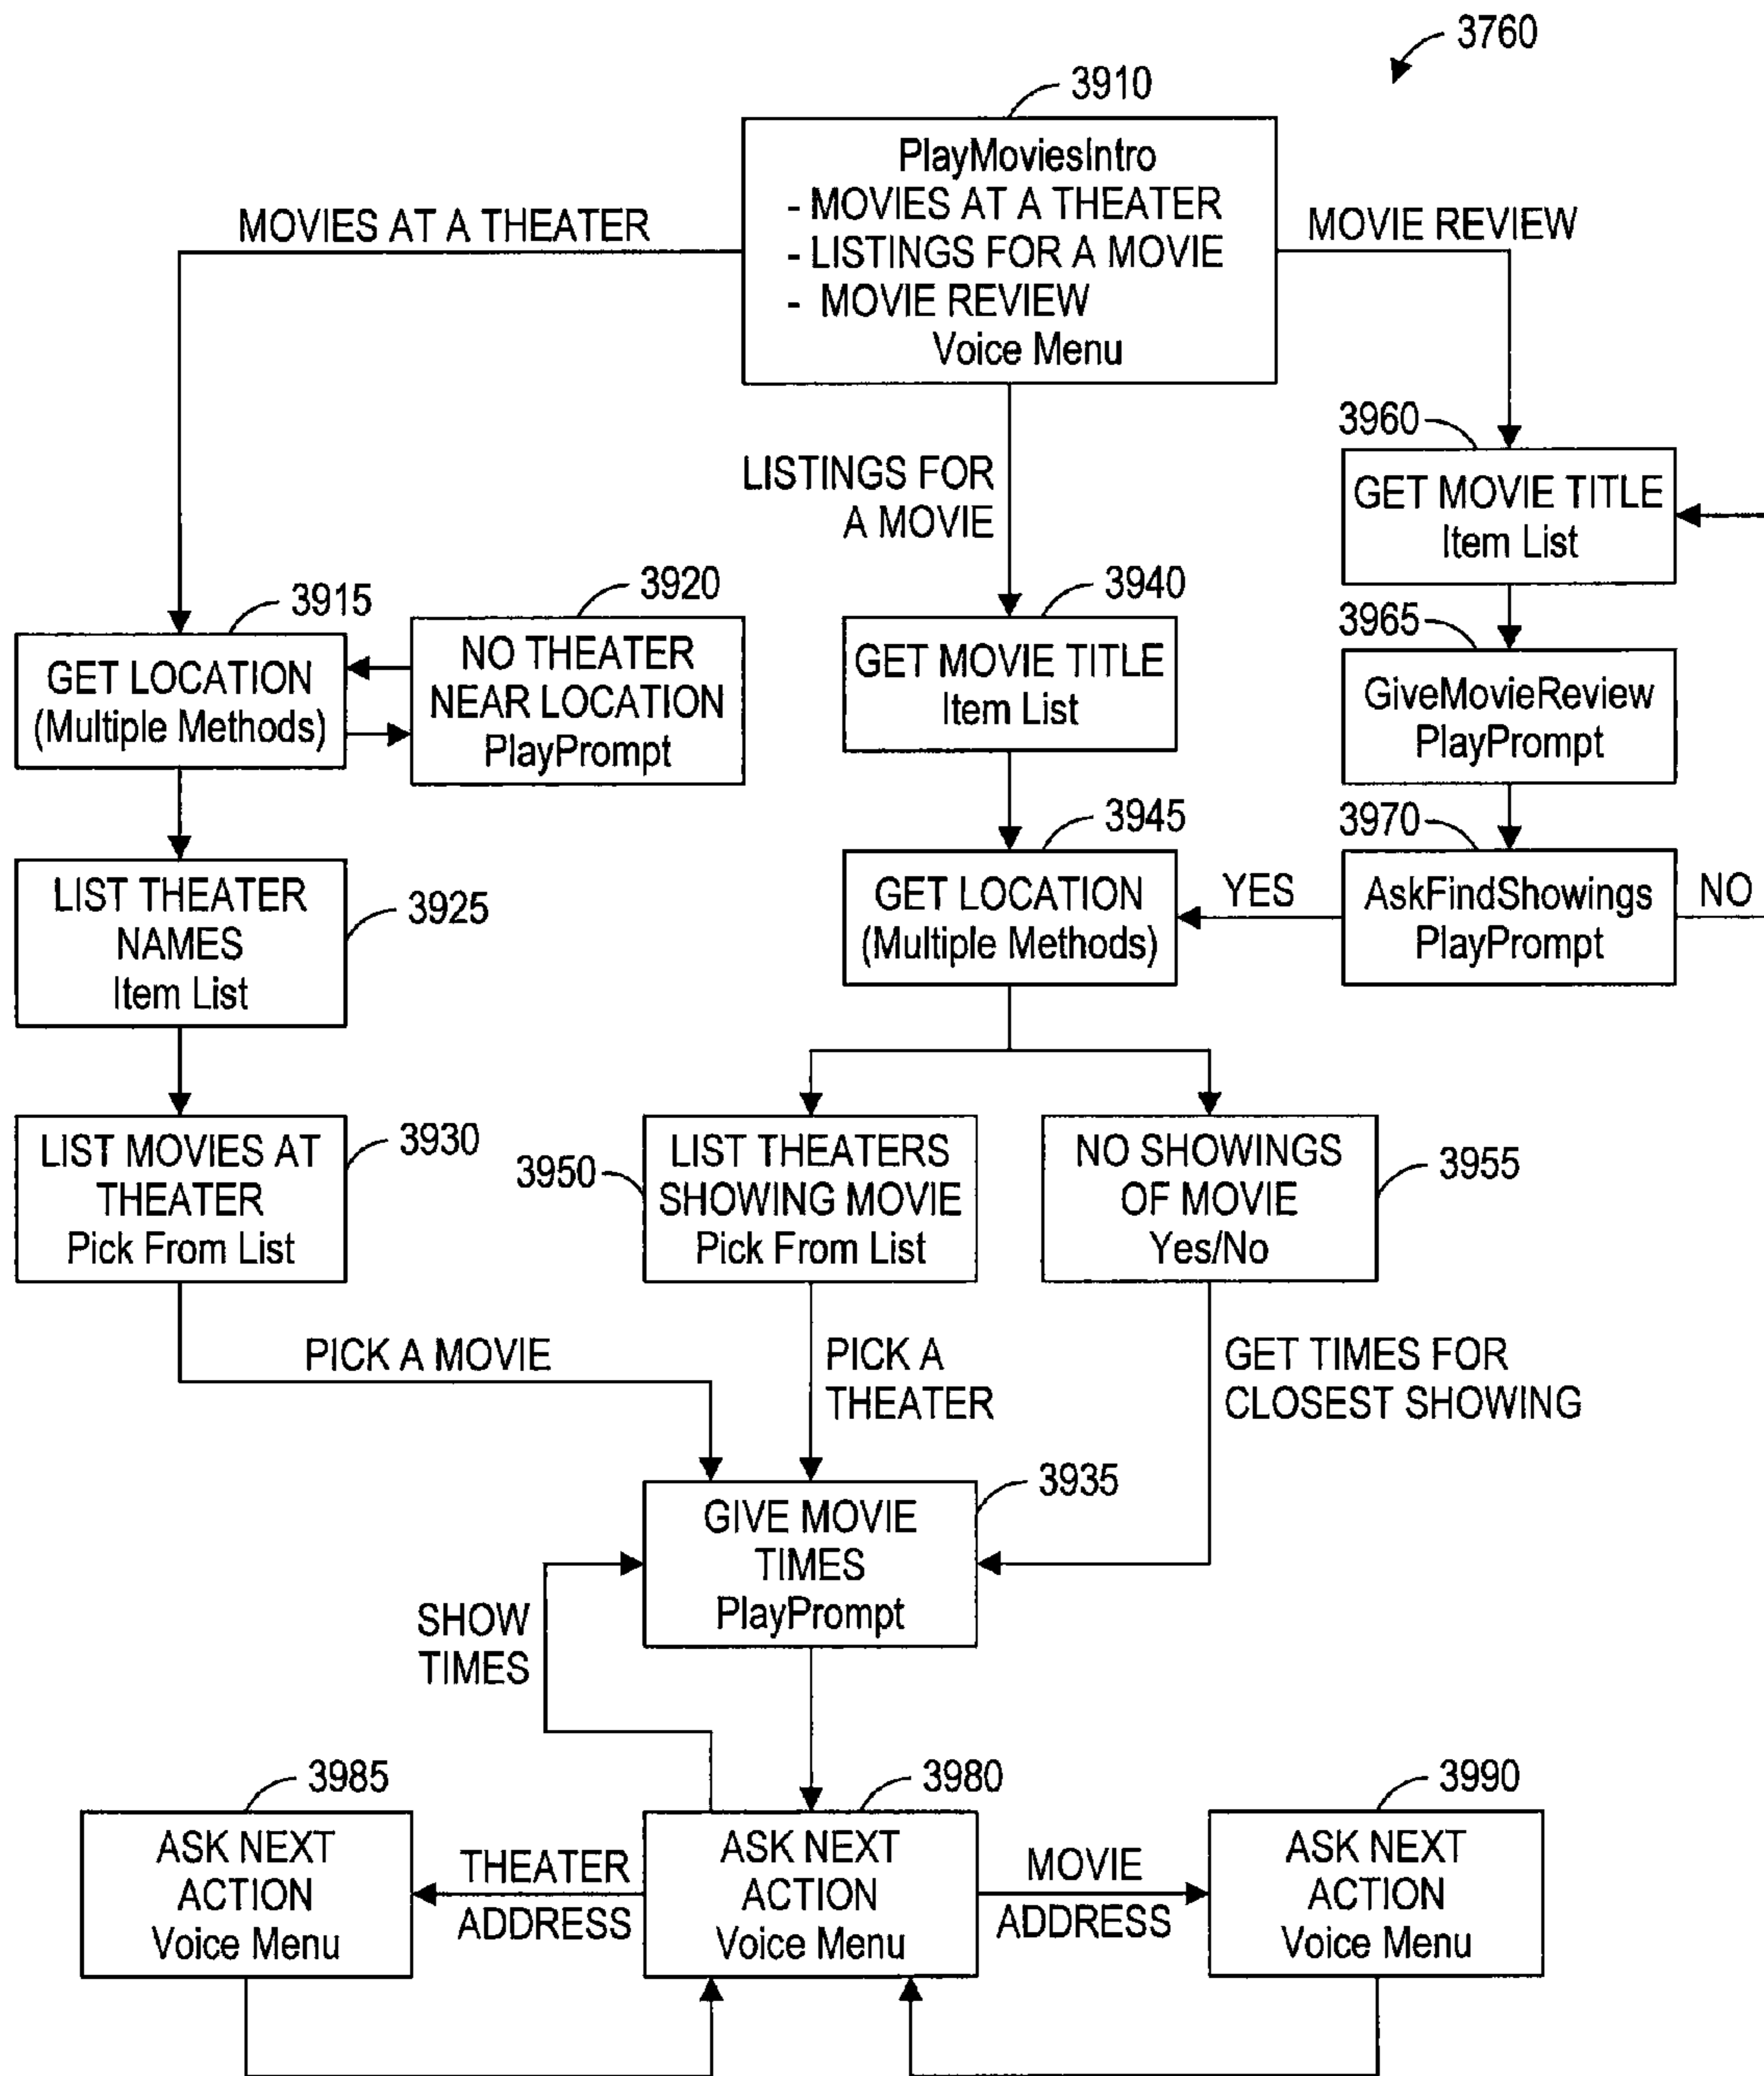 3760
3910
PlayMoviesIntro
- MOVIES AT A THEATER
- LISTINGS FOR A MOVIE
- MOVIE REVIEW
Voice Menu
MOVIES AT A THEATER
MOVIE REVIEW
LISTINGS FOR
A MOVIE
3960
GET MOVIE TITLE
Item List
3915
GET LOCATION
(Multiple Methods)
3920
NO THEATER
NEAR LOCATION
PlayPrompt
3940
GET MOVIE TITLE
Item List
3965
GiveMovieReview
PlayPrompt
3925
LIST THEATER
NAMES
Item List
3945
GET LOCATION
(Multiple Methods)
YES
3970
AskFindShowings
PlayPrompt
NO
3930
LIST MOVIES AT
THEATER
Pick From List
3950
LIST THEATERS
SHOWING MOVIE
Pick From List
3955
NO SHOWINGS
OF MOVIE
Yes/No
PICK A MOVIE
PICK A
THEATER
GET TIMES FOR
CLOSEST SHOWING
3935
GIVE MOVIE
TIMES
PlayPrompt
SHOW
TIMES
3985
ASK NEXT
ACTION
Voice Menu
THEATER
ADDRESS
3980
ASK NEXT
ACTION
Voice Menu
MOVIE
ADDRESS
3990
ASK NEXT
ACTION
Voice Menu